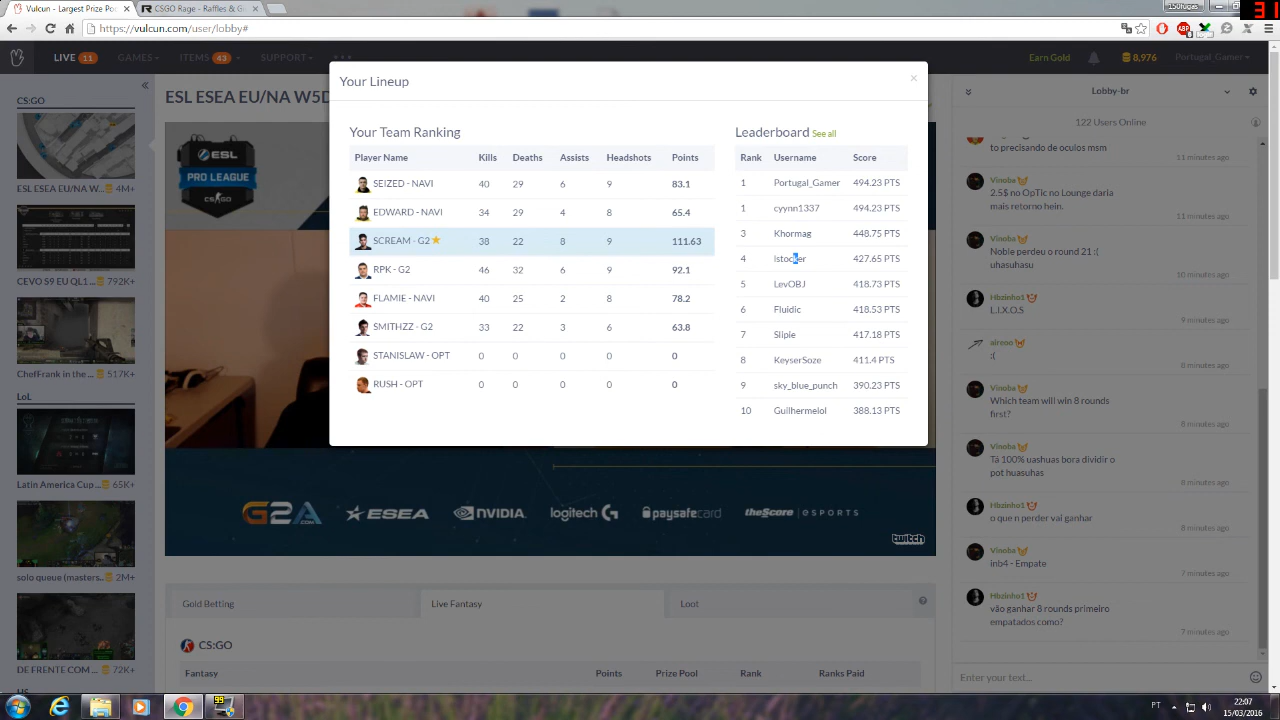 Vulcun - Largest Prize Poo
CSGO Rage - Raffles & G
150Tugas
31
https://vulcun.com/user/lobby#
LIVE 11
GAMES
ITEMS 43
SUPPORT
Earn Gold
8,976
Portugal_Gamer
CS:GO
ESL ESEA EU/NA W... 4M+
CEVO S9 EU QL1... 792K+
ChefFrank in the... 517K+
LoL
Latin America Cup... 65K+
solo queue (masters... 2M+
DE FRENTE COM... 72K+
ESL ESEA EU/NA W5D
ESL
PRO LEAGUE
Your Lineup
×
Your Team Ranking
Player Name Kills Deaths Assists Headshots Points
SEIZED - NAVI 40 29 6 9 83.1
EDWARD - NAVI 34 29 4 8 65.4
SCREAM - G2 38 22 8 9 111.63
RPK - G2 46 32 6 9 92.1
FLAMIE - NAVI 40 25 2 8 78.2
SMITHZZ - G2 33 22 3 6 63.8
STANISLAW - OPT 0 0 0 0 0
RUSH - OPT 0 0 0 0 0
Leaderboard See all
Rank Username Score
1 Portugal_Gamer 494.23 PTS
1 cyynn1337 494.23 PTS
3 Khormag 448.75 PTS
4 istocker 427.65 PTS
5 LevOBJ 418.73 PTS
6 Fluidic 418.53 PTS
7 Slipie 417.18 PTS
8 KeyserSoze 411.4 PTS
9 sky_blue_punch 390.23 PTS
10 Guilhermelol 388.13 PTS
G2A.COM
ESEA
NVIDIA.
logitech G
paysafecard
theScore eSPORTS
twitch
Gold Betting
Live Fantasy
Loot
CS:GO
Fantasy Points Prize Pool Rank Ranks Paid
Lobby-br
122 Users Online
to precisando de oculos msm
11 minutes ago
Vinoba
2.5$ no OpTic no Lounge daria
mais retorno hein.
11 minutes ago
Vinoba
Noble perdeu o round 21 :(
uhasuhasu
10 minutes ago
Hbzinho1
L.I.X.O.S
9 minutes ago
aireoo
:(
8 minutes ago
Vinoba
Which team will win 8 rounds
first?
8 minutes ago
Vinoba
Tá 100% uashuas bora dividir o
pot huasuhas
8 minutes ago
Hbzinho1
o que n perder vai ganhar
8 minutes ago
Vinoba
inb4 - Empate
7 minutes ago
Hbzinho1
vão ganhar 8 rounds primeiro
empatados como?
7 minutes ago
Enter your text...
99
PT
22:07
15/03/2016